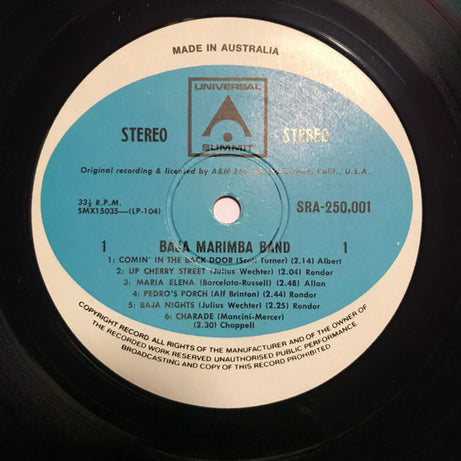 MADE IN AUSTRALIA
UNIVERSAL
SUMMIT
STEREO STEREO
Original recording & licensed by A&M Calif., U.S.A.
33⅓ R.P.M.
SMX15035—(LP-104) SRA-250,001
1 BAJA MARIMBA BAND 1
1: COMIN' IN THE BACK DOOR (Scott Turner) (2.14) Albert
2: UP CHERRY STREET (Julius Wechter) (2.04) Rondor
3: MARIA ELENA (Barcelata-Russell) (2.48) Allan
4: PEDRO'S PORCH (Alf Brinton) (2.44) Rondor
5: BAJA NIGHTS (Julius Wechter) (2.25) Rondor
6: CHARADE (Mancini-Mercer)
(2.30) Chappell
COPYRIGHT RECORD ALL RIGHTS OF THE MANUFACTURER AND OF THE OWNER OF
THE RECORDED WORK RESERVED UNAUTHORISED PUBLIC PERFORMANCE
BROADCASTING AND COPY OF THIS RECORD PROHIBITED